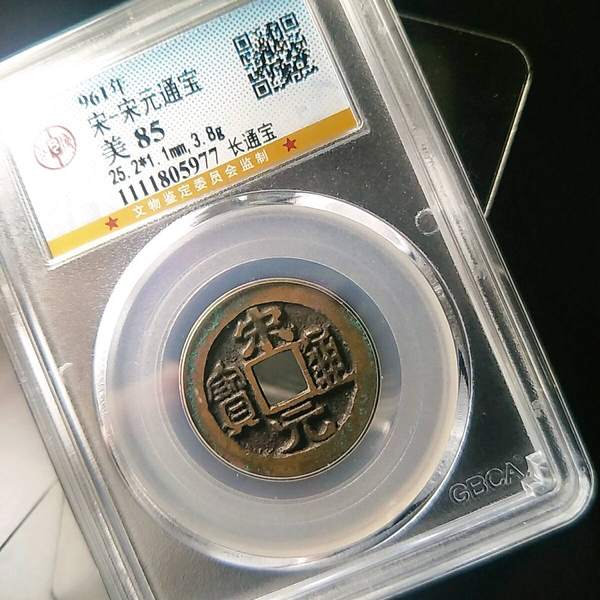 961年
宋-宋元通宝
美 85
25.2*1.1mm,3.8g
1111805977 长通宝
★文物鉴定委员会监制★
宋元通寳
GBCA